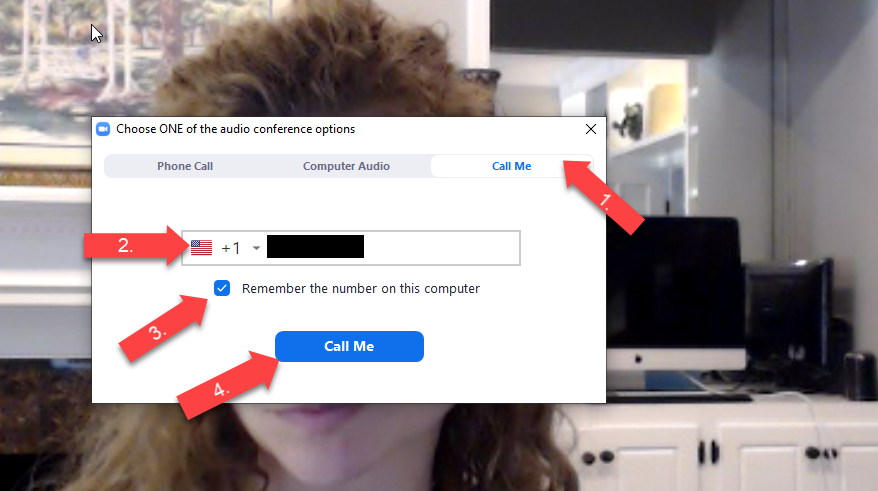 Choose ONE of the audio conference options
Phone Call
Computer Audio
Call Me
1.
2.
+1
Remember the number on this computer
3.
Call Me
4.